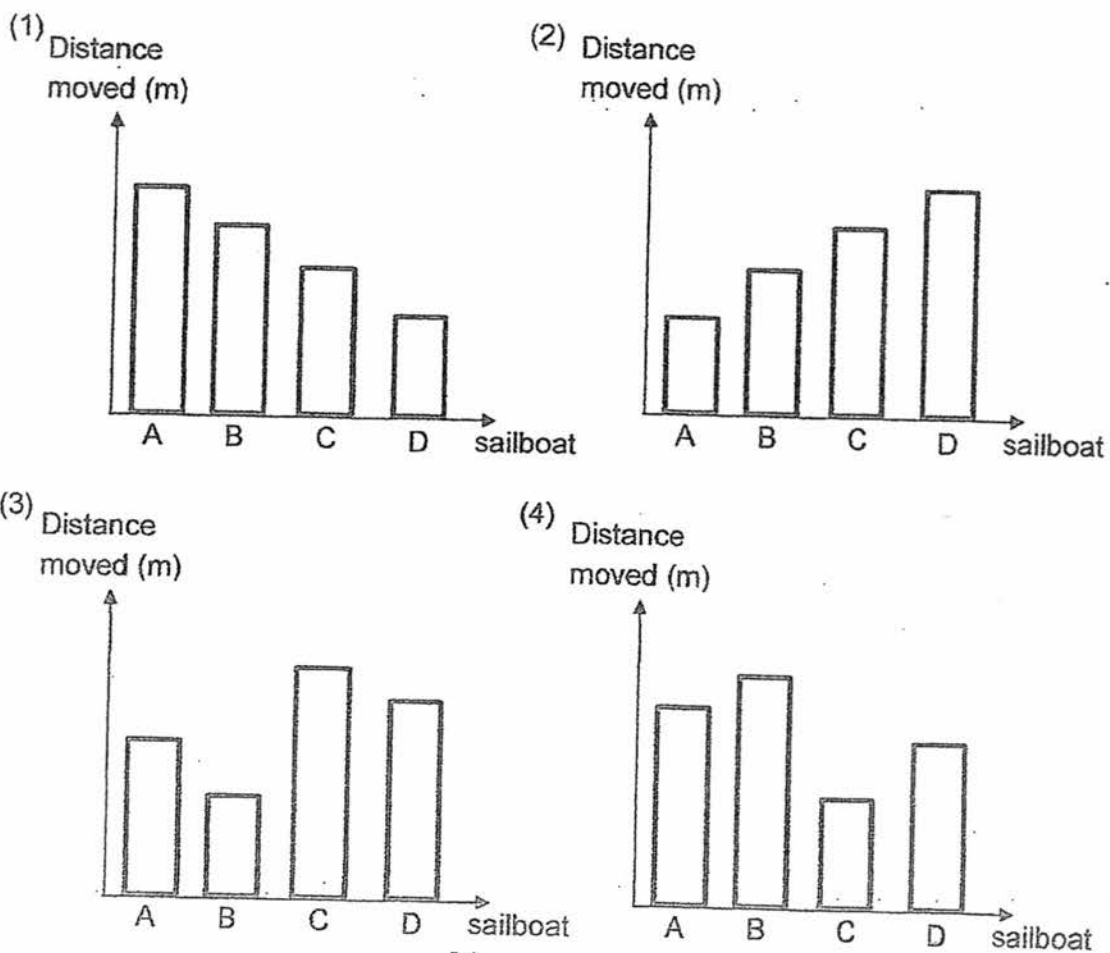 (1) Distance
moved (m)
A B C D sailboat
(2) Distance
moved (m)
A B C D sailboat
(3) Distance
moved (m)
A B C D sailboat
(4) Distance
moved (m)
A B C D sailboat